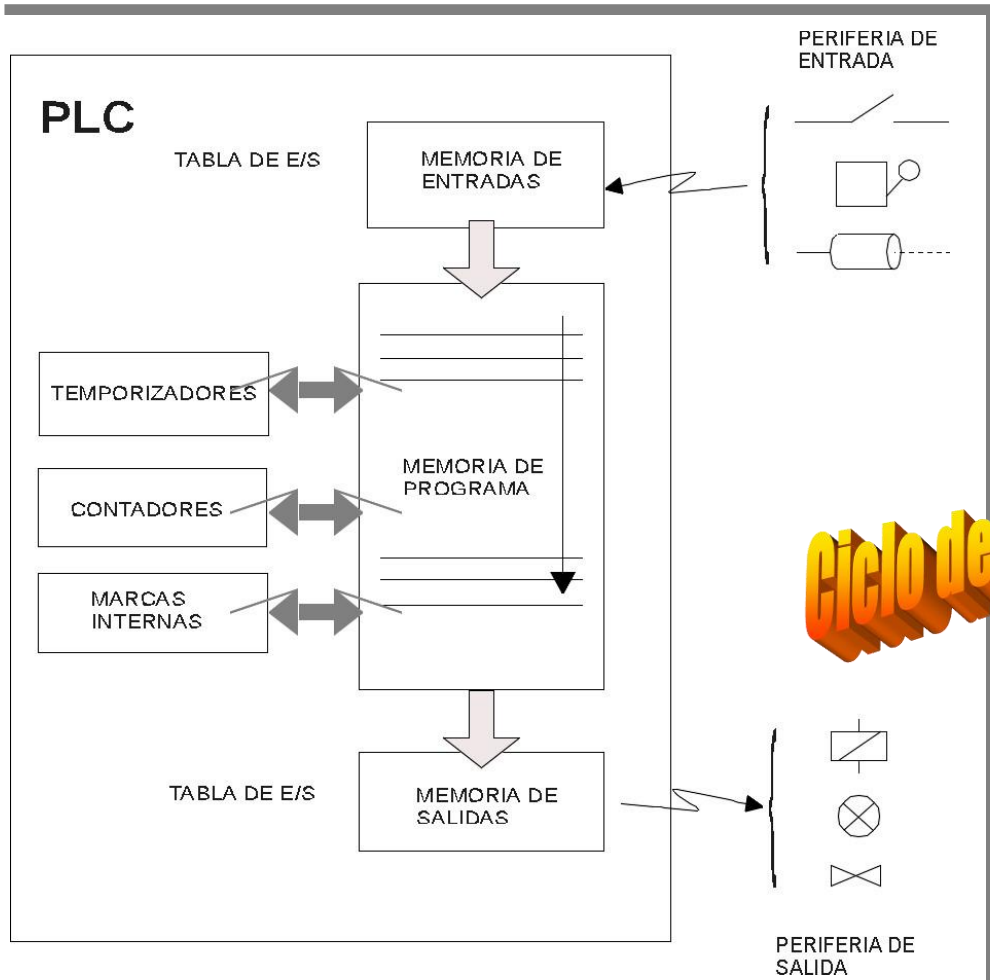 PERIFERIA DE
ENTRADA
PLC
TABLA DE E/S
MEMORIA DE
ENTRADAS
TEMPORIZADORES
CONTADORES
MARCAS
INTERNAS
MEMORIA DE
PROGRAMA
Ciclo de
TABLA DE E/S
MEMORIA DE
SALIDAS
PERIFERIA DE
SALIDA